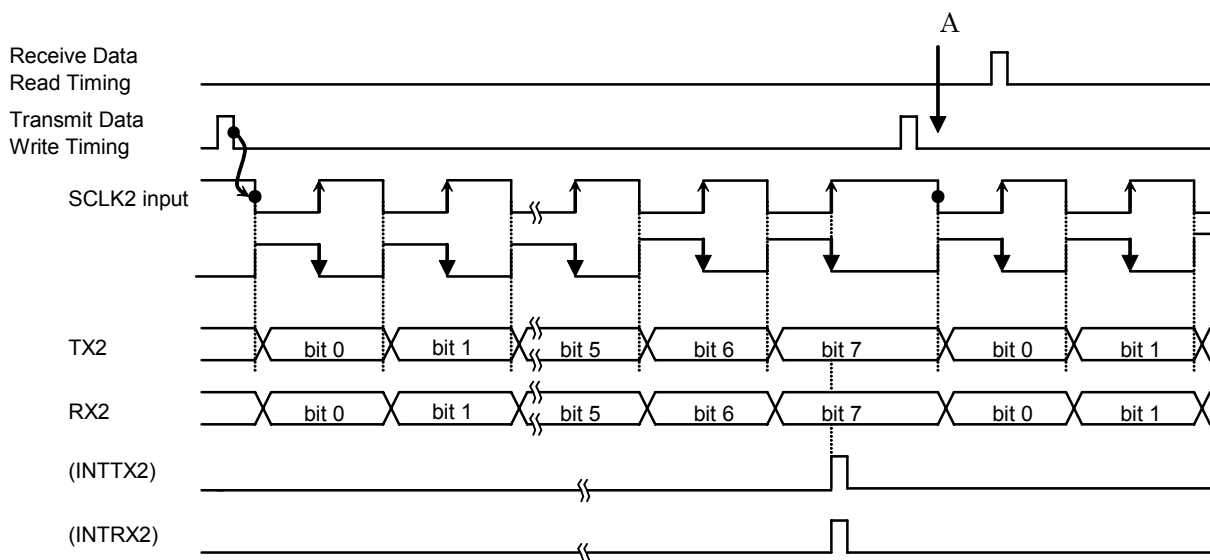 A
Receive Data
Read Timing
Transmit Data
Write Timing
SCLK2 input
TX2 bit 0 bit 1 bit 5 bit 6 bit 7 bit 0 bit 1
RX2 bit 0 bit 1 bit 5 bit 6 bit 7 bit 0 bit 1
(INTTX2)
(INTRX2)